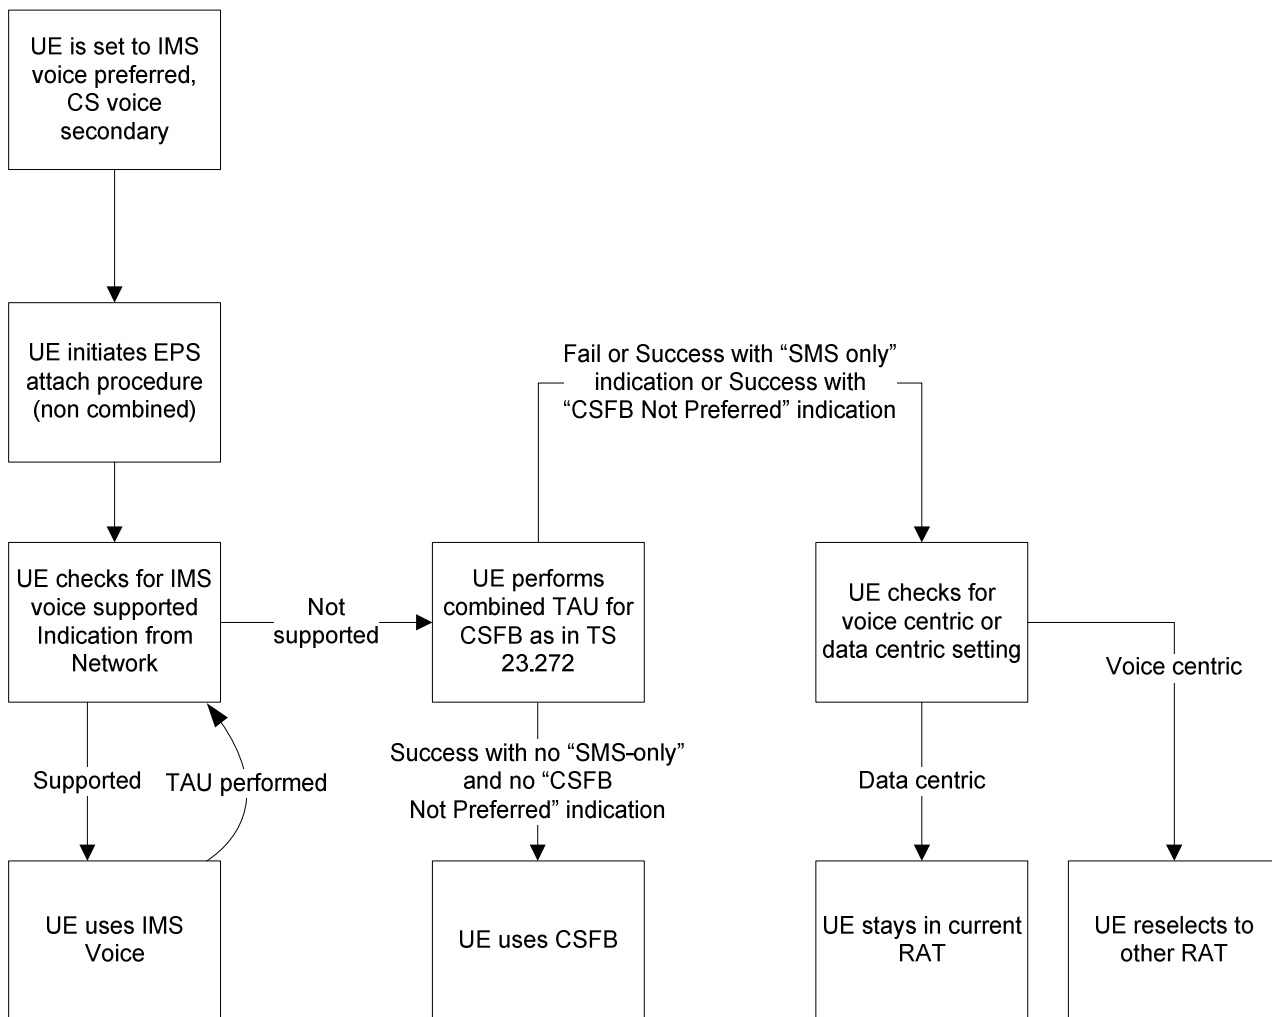 UE is set to IMS
voice preferred,
CS voice
secondary
UE initiates EPS
attach procedure
(non combined)
Fail or Success with “SMS only”
indication or Success with
“CSFB Not Preferred” indication
UE checks for IMS
voice supported
Indication from
Network
Not
supported
UE performs
combined TAU for
CSFB as in TS
23.272
UE checks for
voice centric or
data centric setting
Voice centric
Supported
TAU performed
Success with no “SMS-only”
and no “CSFB
Not Preferred” indication
Data centric
UE uses IMS
Voice
UE uses CSFB
UE stays in current
RAT
UE reselects to
other RAT